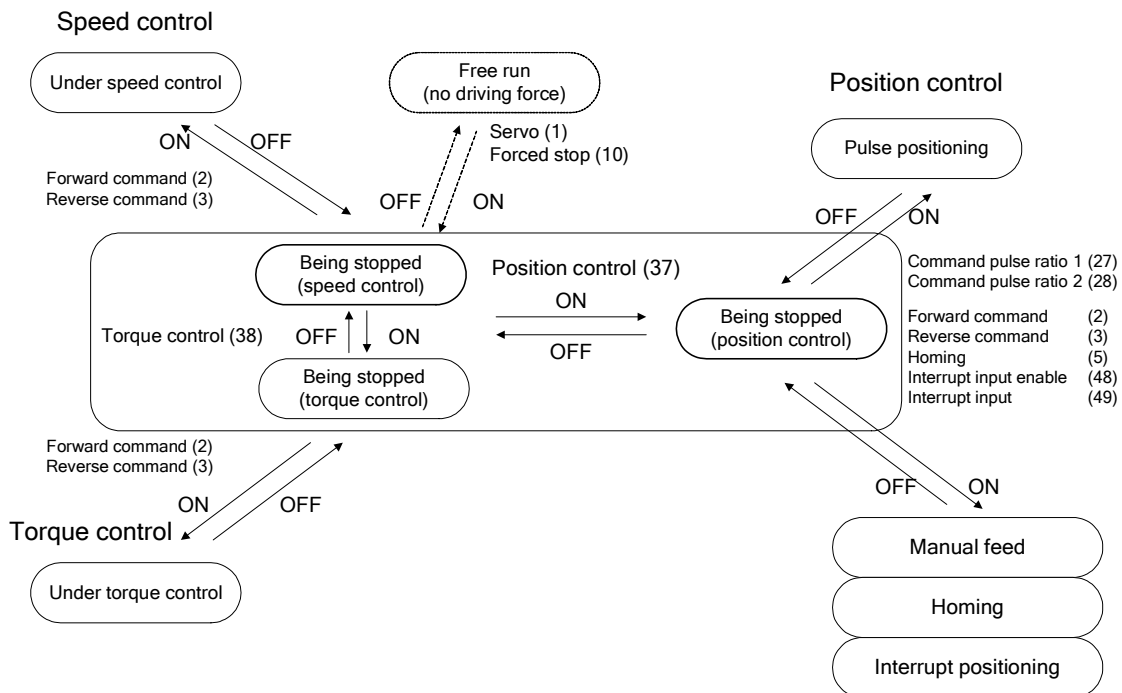 Speed control
Under speed control
Free run
(no driving force)
Position control
Pulse positioning
ON
OFF
Servo (1)
Forced stop (10)
Forward command (2)
Reverse command (3)
OFF
ON
OFF
ON
Being stopped
(speed control)
Position control (37)
ON
OFF
Torque control (38)
OFF
ON
Being stopped
(torque control)
Being stopped
(position control)
Command pulse ratio 1 (27)
Command pulse ratio 2 (28)
Forward command (2)
Reverse command (3)
Homing (5)
Interrupt input enable (48)
Interrupt input (49)
Forward command (2)
Reverse command (3)
ON
OFF
OFF
ON
Torque control
Under torque control
Manual feed
Homing
Interrupt positioning